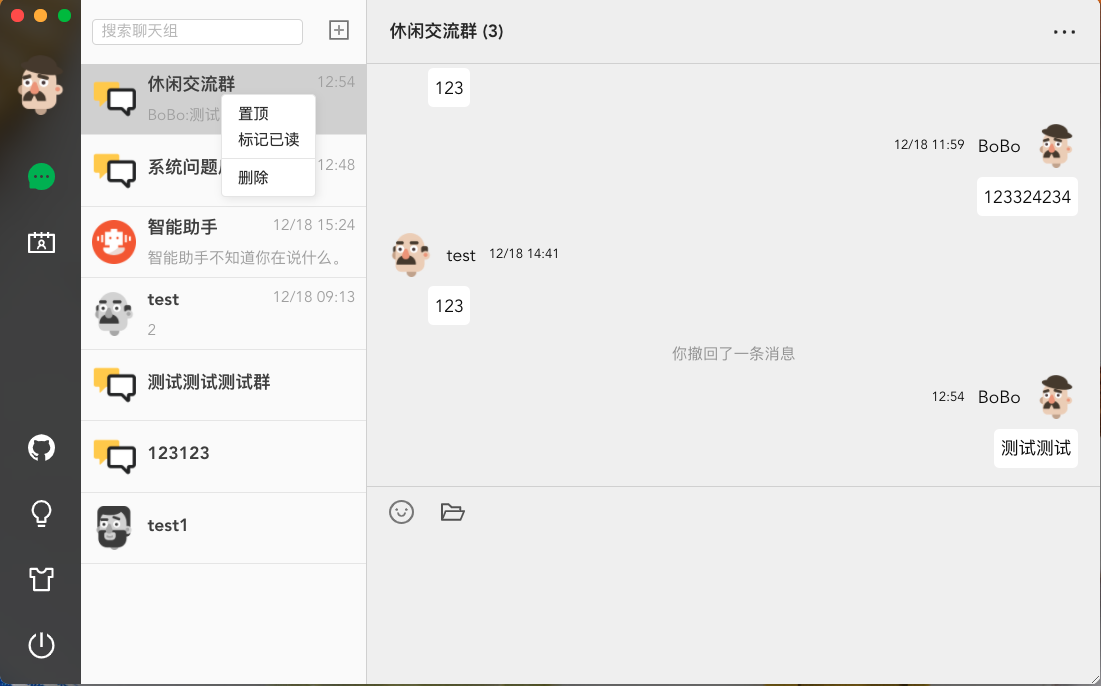 搜索聊天组
休闲交流群 12:54
BoBo:测试
置顶
标记已读
删除
系统问题 12:48
智能助手 12/18 15:24
智能助手不知道你在说什么。
test 12/18 09:13
2
测试测试测试群
123123
test1
休闲交流群 (3)
123
12/18 11:59 BoBo
123324234
test 12/18 14:41
123
你撤回了一条消息
12:54 BoBo
测试测试